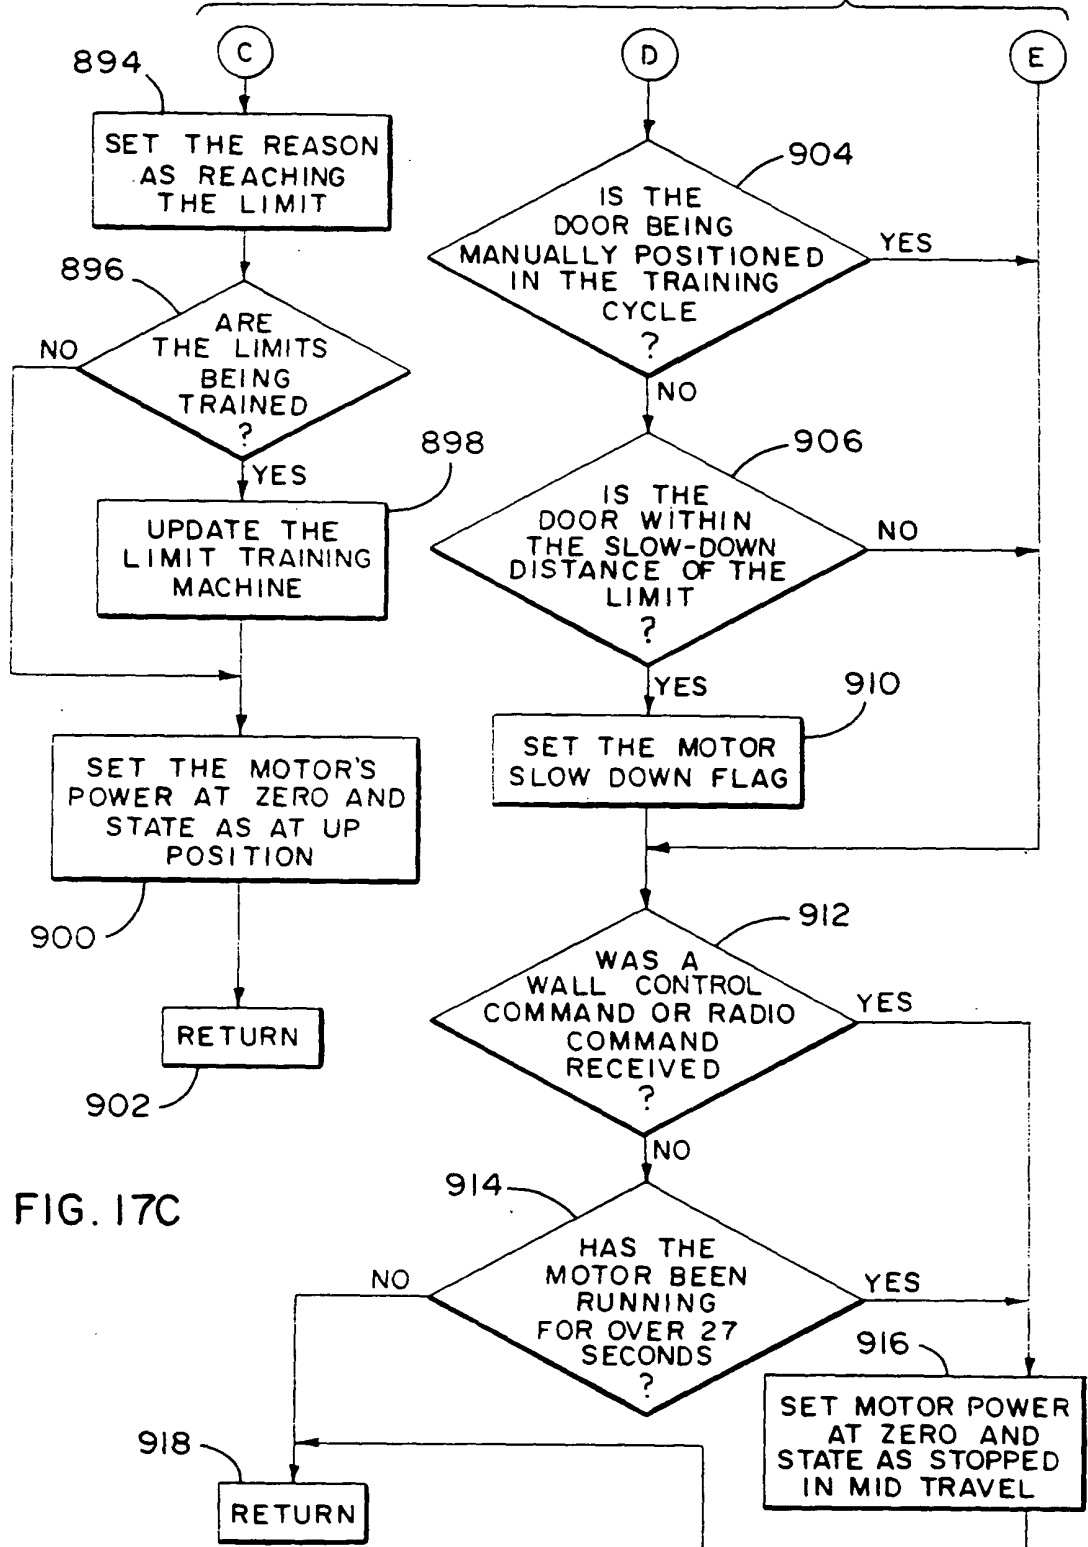 C
D
E
894
SET THE REASON
AS REACHING
THE LIMIT
896
ARE
THE LIMITS
BEING
TRAINED
?
NO
YES
898
UPDATE THE
LIMIT TRAINING
MACHINE
SET THE MOTOR'S
POWER AT ZERO AND
STATE AS AT UP
POSITION
900
RETURN
902
904
IS THE
DOOR BEING
MANUALLY POSITIONED
IN THE TRAINING
CYCLE
?
YES
NO
906
IS THE
DOOR WITHIN
THE SLOW-DOWN
DISTANCE OF THE
LIMIT
?
NO
YES
910
SET THE MOTOR
SLOW DOWN FLAG
912
WAS A
WALL CONTROL
COMMAND OR RADIO
COMMAND
RECEIVED
?
YES
NO
914
HAS THE
MOTOR BEEN
RUNNING
FOR OVER 27
SECONDS
?
NO
YES
916
SET MOTOR POWER
AT ZERO AND
STATE AS STOPPED
IN MID TRAVEL
918
RETURN
FIG. 17C